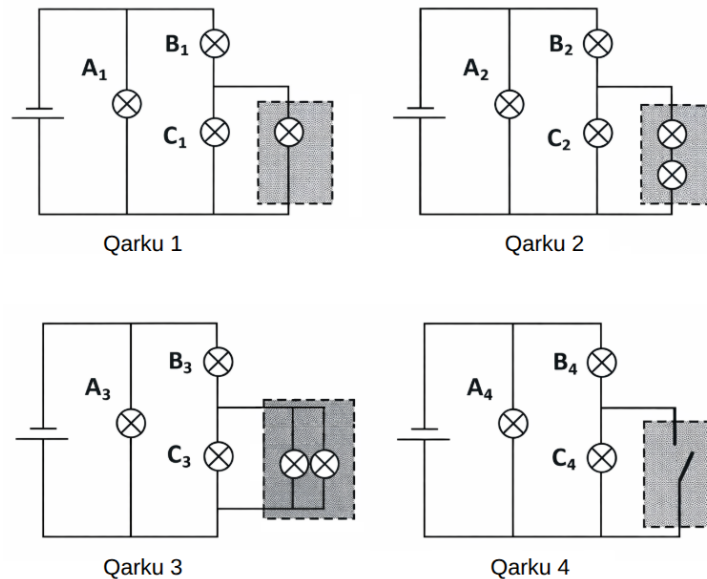 B₁
A₁
C₁
Qarku 1
B₂
A₂
C₂
Qarku 2
B₃
A₃
C₃
Qarku 3
B₄
A₄
C₄
Qarku 4